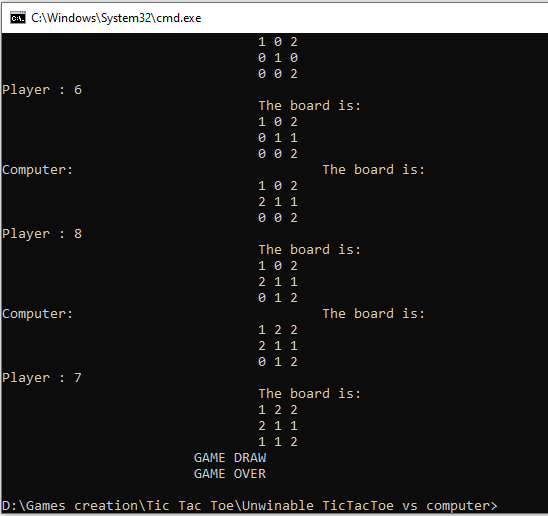 C:\Windows\System32\cmd.exe
1 0 2
0 1 0
0 0 2
Player : 6
The board is:
1 0 2
0 1 1
0 0 2
Computer: The board is:
1 0 2
2 1 1
0 0 2
Player : 8
The board is:
1 0 2
2 1 1
0 1 2
Computer: The board is:
1 2 2
2 1 1
0 1 2
Player : 7
The board is:
1 2 2
2 1 1
1 1 2
GAME DRAW
GAME OVER
D:\Games creation\Tic Tac Toe\Unwinable TicTacToe vs computer>